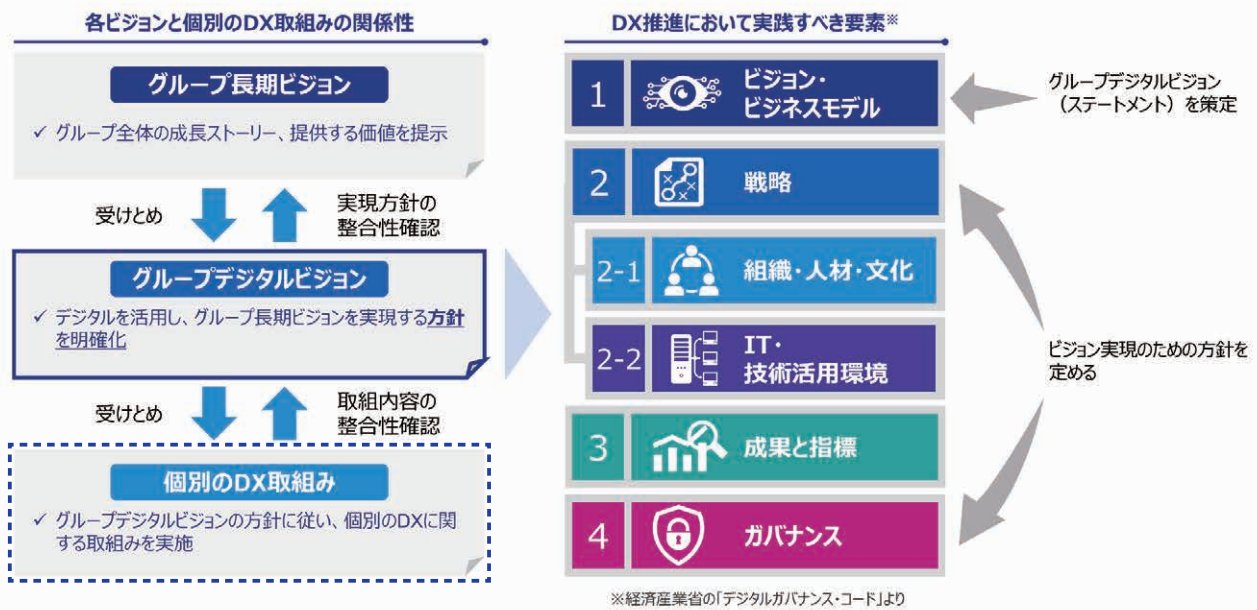 各ビジョンと個別のDX取組みの関係性
グループ長期ビジョン
✓ グループ全体の成長ストーリー、提供する価値を提示
受けとめ
実現方針の
整合性確認
グループデジタルビジョン
✓ デジタルを活用し、グループ長期ビジョンを実現する方針
を明確化
受けとめ
取組内容の
整合性確認
個別のDX取組み
✓ グループデジタルビジョンの方針に従い、個別のDXに関
する取組みを実施
DX推進において実践すべき要素※
1
ビジョン・
ビジネスモデル
2
戦略
2-1
組織・人材・文化
2-2
IT・
技術活用環境
3
成果と指標
4
ガバナンス
グループデジタルビジョン
（ステートメント）を策定
ビジョン実現のための方針を
定める
※経済産業省の「デジタルガバナンス・コード」より